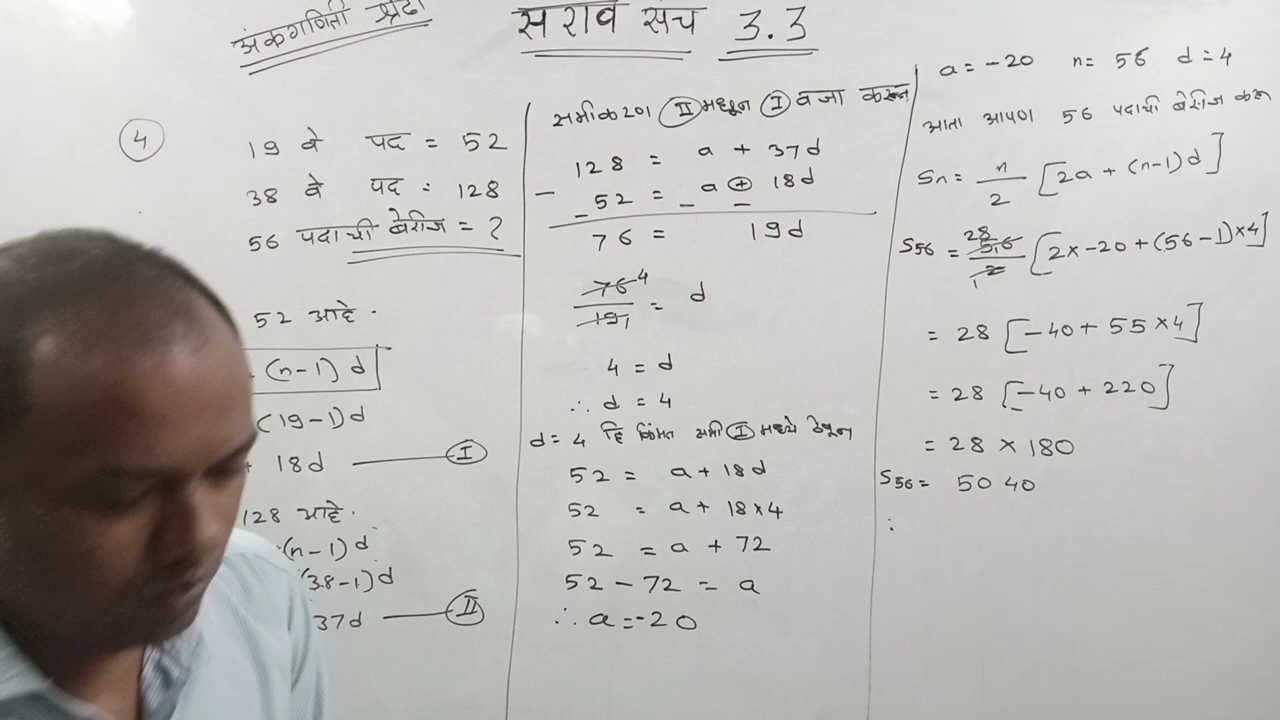 अंकगणिती श्रेढी
सराव संच 3.3
4
19 वे पद = 52
38 वे पद = 128
56 पदाची बेरीज = ?
52 आहे.
+ (n-1) d
(19-1) d
+ 18d — I
128 आहे.
(n-1) d
(38-1) d
37d — II
समीकरण II मधून I वजा करून
128 = a + 37d
- 52 = a + 18d
- - -
76 = 19d
76 4
19 1 = d
4 = d
∴ d = 4
d = 4 हि किंमत समी I मध्ये ठेवून
52 = a + 18d
52 = a + 18 x 4
52 = a + 72
52 - 72 = a
∴ a = -20
a = -20 n = 56 d = 4
आता आपण 56 पदाची बेरीज करू
Sn = n/2 [2a + (n-1) d]
28
S56 = 56/2 [2 x -20 + (56-1) x 4]
1
= 28 [-40 + 55 x 4]
= 28 [-40 + 220]
= 28 x 180
S56 = 5040
: